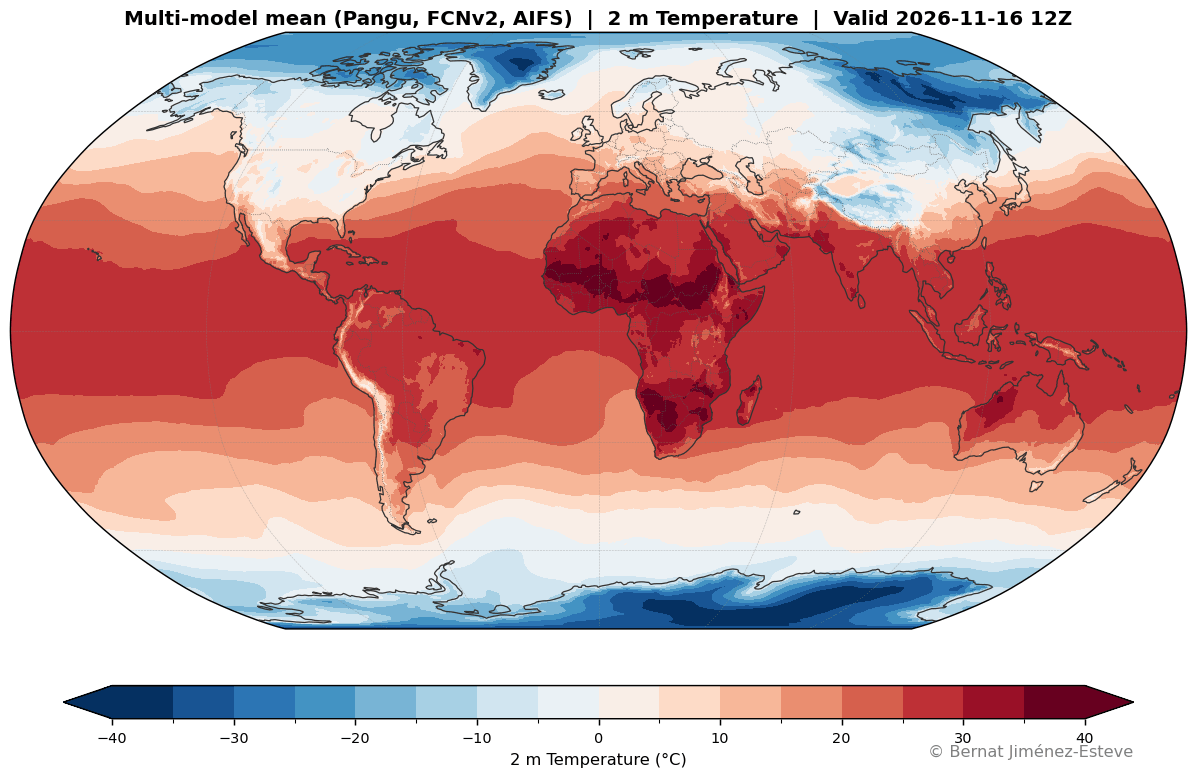 Multi-model mean (Pangu, FCNv2, AIFS) | 2 m Temperature | Valid 2026-11-16 12Z
−40 −30 −20 −10 0 10 20 30 40
2 m Temperature (°C)
© Bernat Jiménez-Esteve